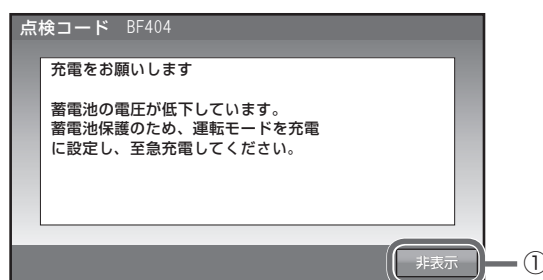 点検コード BF404
充電をお願いします
蓄電池の電圧が低下しています。
蓄電池保護のため、運転モードを充電
に設定し、至急充電してください。
非表示
①